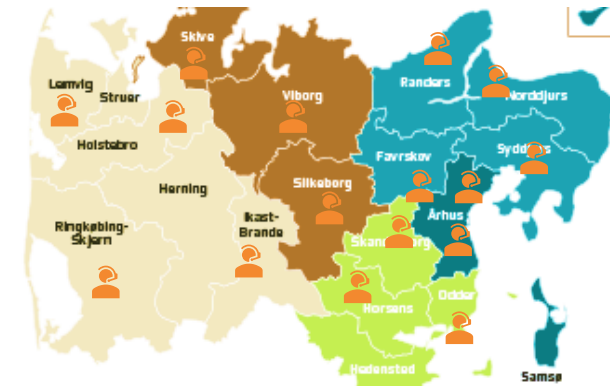 Skive
Lemvig
Struer
Viborg
Randers
Norddjurs
Holstebro
Favrskov
Syddjurs
Herning
Silkeborg
Århus
Ikast-
Brande
Ringkøbing-
Skjern
Skanderborg
Horsens
Odder
Hedensted
Samsø